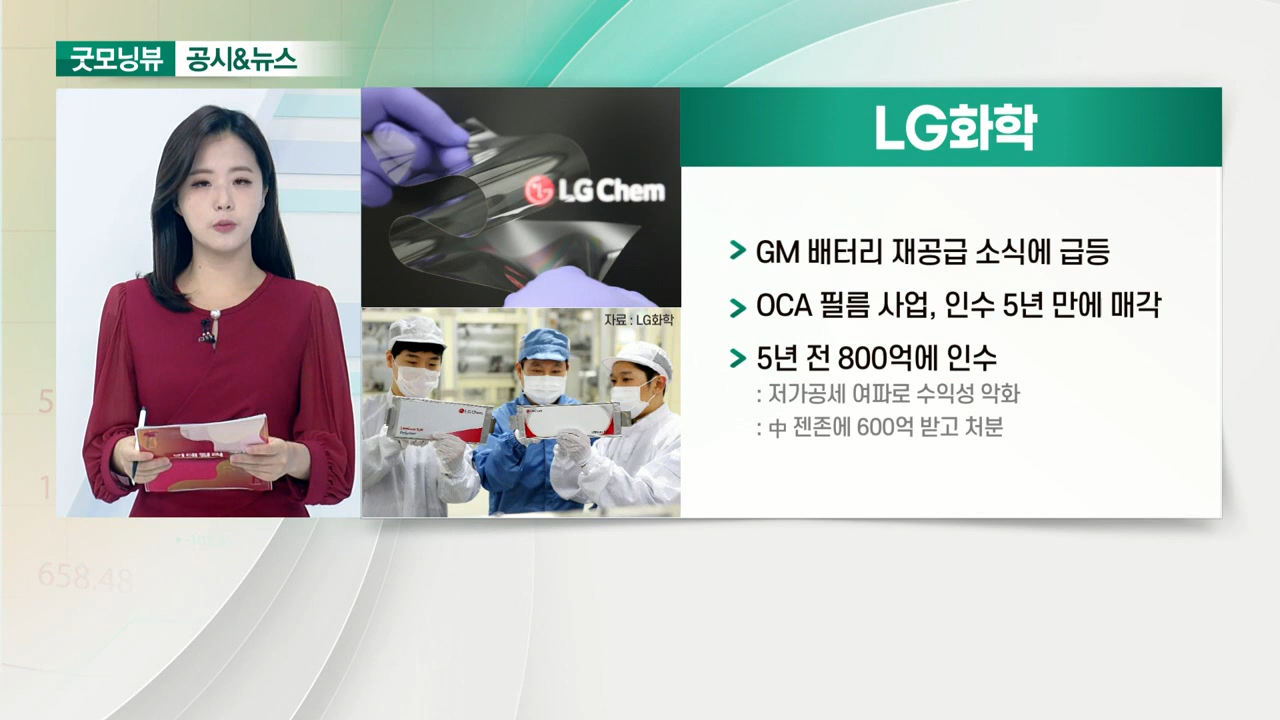 굿모닝뷰 공시&뉴스
LG Chem
자료 : LG화학
LG Chem
LG화학
> GM 배터리 재공급 소식에 급등
> OCA 필름 사업, 인수 5년 만에 매각
> 5년 전 800억에 인수
: 저가공세 여파로 수익성 악화
: 中 젠존에 600억 받고 처분
658.48